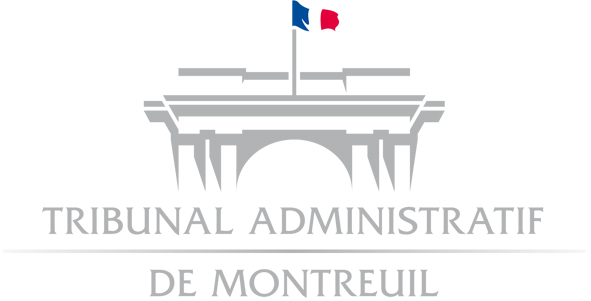 TRIBUNAL ADMINISTRATIF
DE MONTREUIL